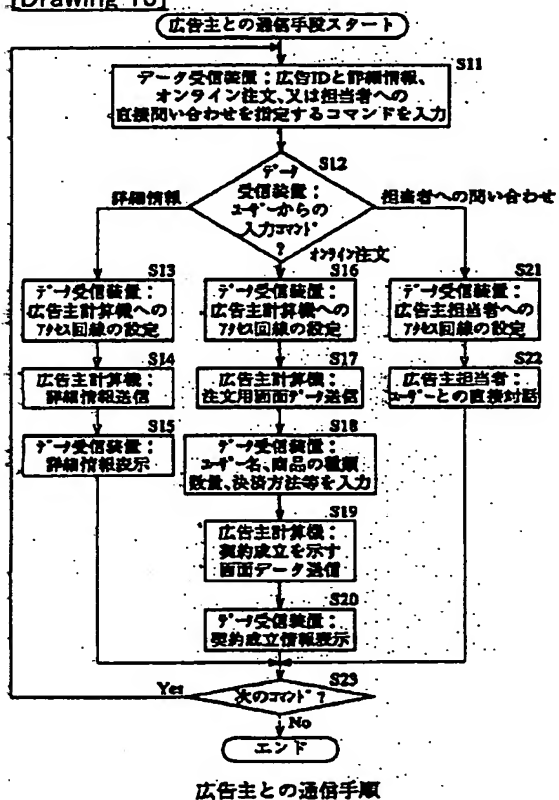 [Drawing 10]
広告主との通信手段スタート
S11
データ受信装置：広告IDと詳細情報、
オンライン注文、又は担当者への
直接問い合わせを指定するコマンドを入力
S12
データ
受信装置：
ユーザーからの
入力コマンド
？
詳細情報
担当者への問い合わせ
オンライン注文
S13
データ受信装置：
広告主計算機への
アクセス回線の設定
S16
データ受信装置：
広告主計算機への
アクセス回線の設定
S21
データ受信装置：
広告主担当者への
アクセス回線の設定
S14
広告主計算機：
詳細情報送信
S17
広告主計算機：
注文用画面データ送信
S22
広告主担当者：
ユーザーとの直接対話
S15
データ受信装置：
詳細情報表示
S18
データ受信装置：
ユーザー名、商品の種類
数量、決済方法等を入力
S19
広告主計算機：
契約成立を示す
画面データ送信
S20
データ受信装置：
契約成立情報表示
S23
次のコマンド？
Yes
No
エンド
広告主との通信手順